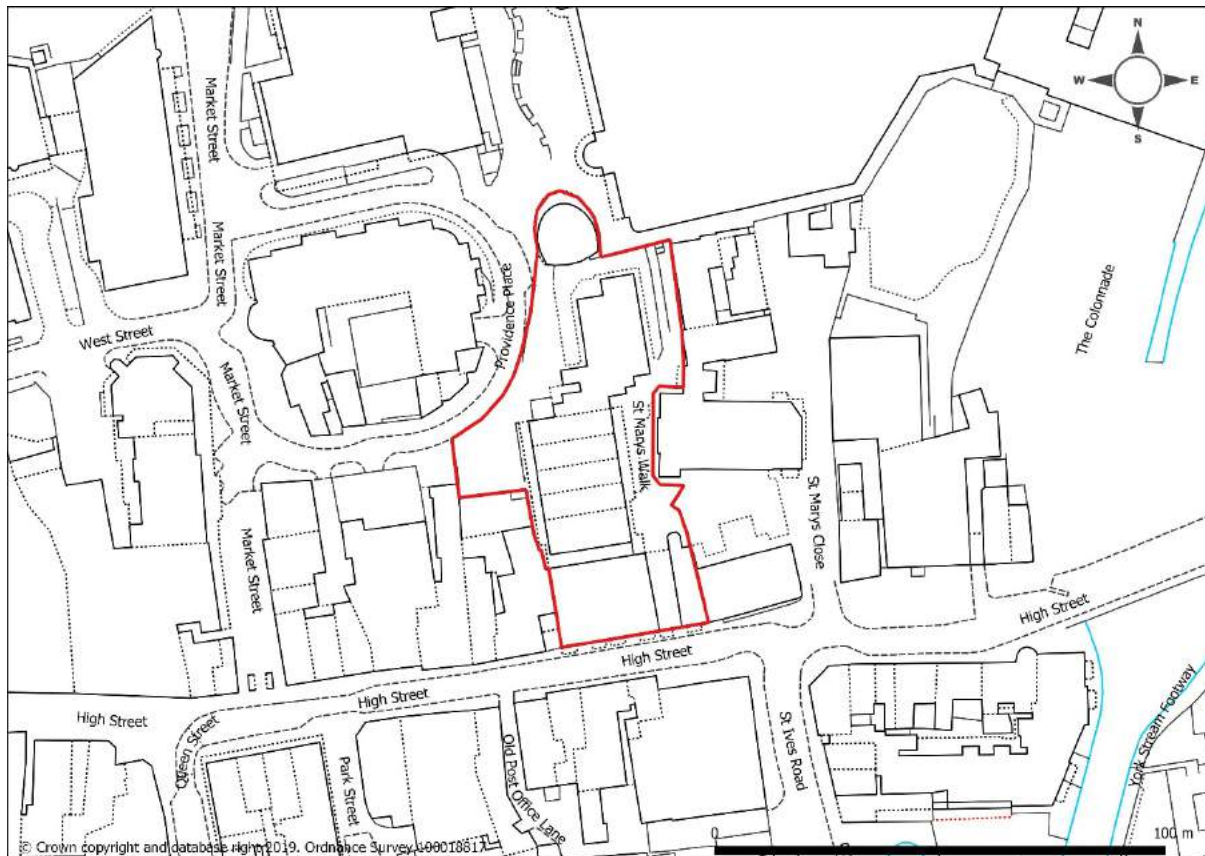 N
W
E
S
Market Street
Market Street
Providence Place
West Street
Market Street
The Colonnade
St Marys Walk
St Marys Close
Market Street
High Street
High Street
High Street
High Street
Queen Street
Park Street
Old Post Office Lane
St Ives Road
York Stream Footway
0
100 m
© Crown copyright and database right 2019. Ordnance Survey 100018817